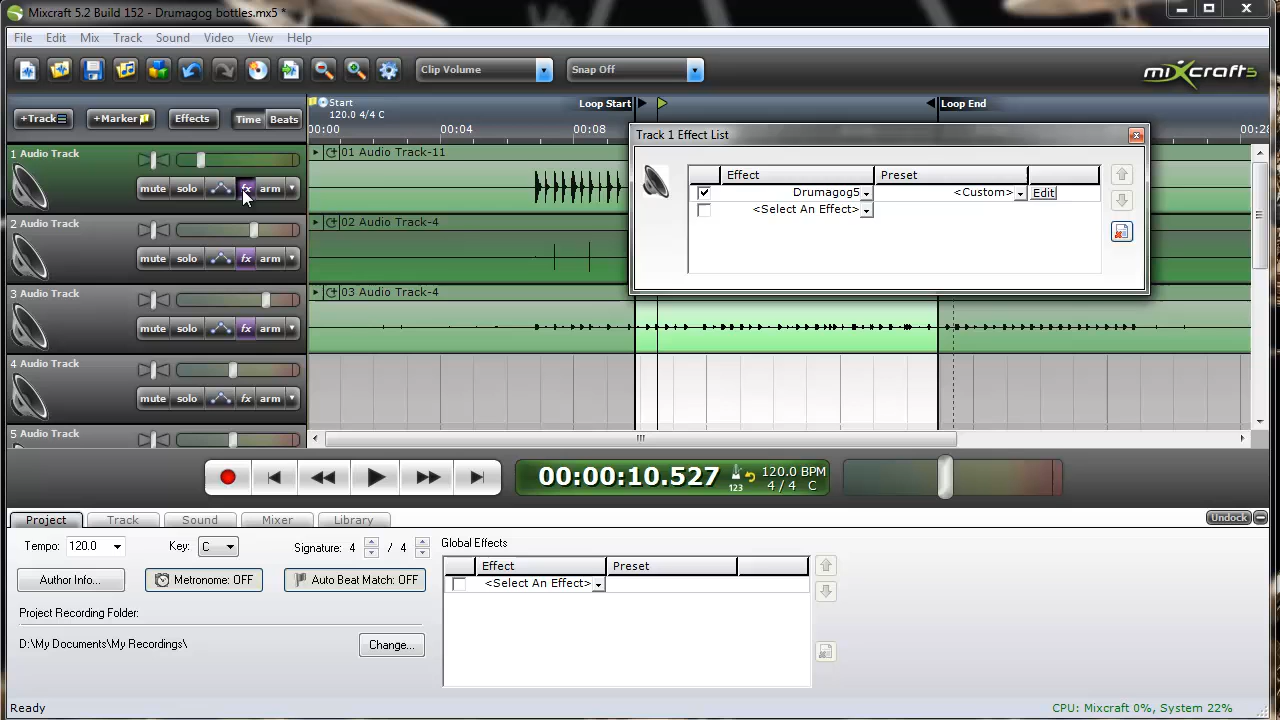 Mixcraft 5.2 Build 152 - Drumagog bottles.mx5 *
File Edit Mix Track Sound Video View Help
Clip Volume Snap Off mixcraft5
+Track +Marker Effects Time Beats
Start
120.0 4/4 C
Loop Start Loop End
00:00 00:04 00:08 00:28
Track 1 Effect List
Effect Preset
Drumagog5 <Custom> Edit
<Select An Effect>
1 Audio Track 01 Audio Track-11
mute solo fx arm
2 Audio Track 02 Audio Track-4
mute solo fx arm
3 Audio Track 03 Audio Track-4
mute solo fx arm
4 Audio Track
mute solo fx arm
5 Audio Track
00:00:10.527 123 120.0 BPM
4 / 4 C
Project Track Sound Mixer Library Undock
Tempo: 120.0 Key: C Signature: 4 / 4
Author Info... Metronome: OFF Auto Beat Match: OFF
Project Recording Folder:
D:\My Documents\My Recordings\ Change...
Global Effects
Effect Preset
<Select An Effect>
Ready CPU: Mixcraft 0%, System 22%